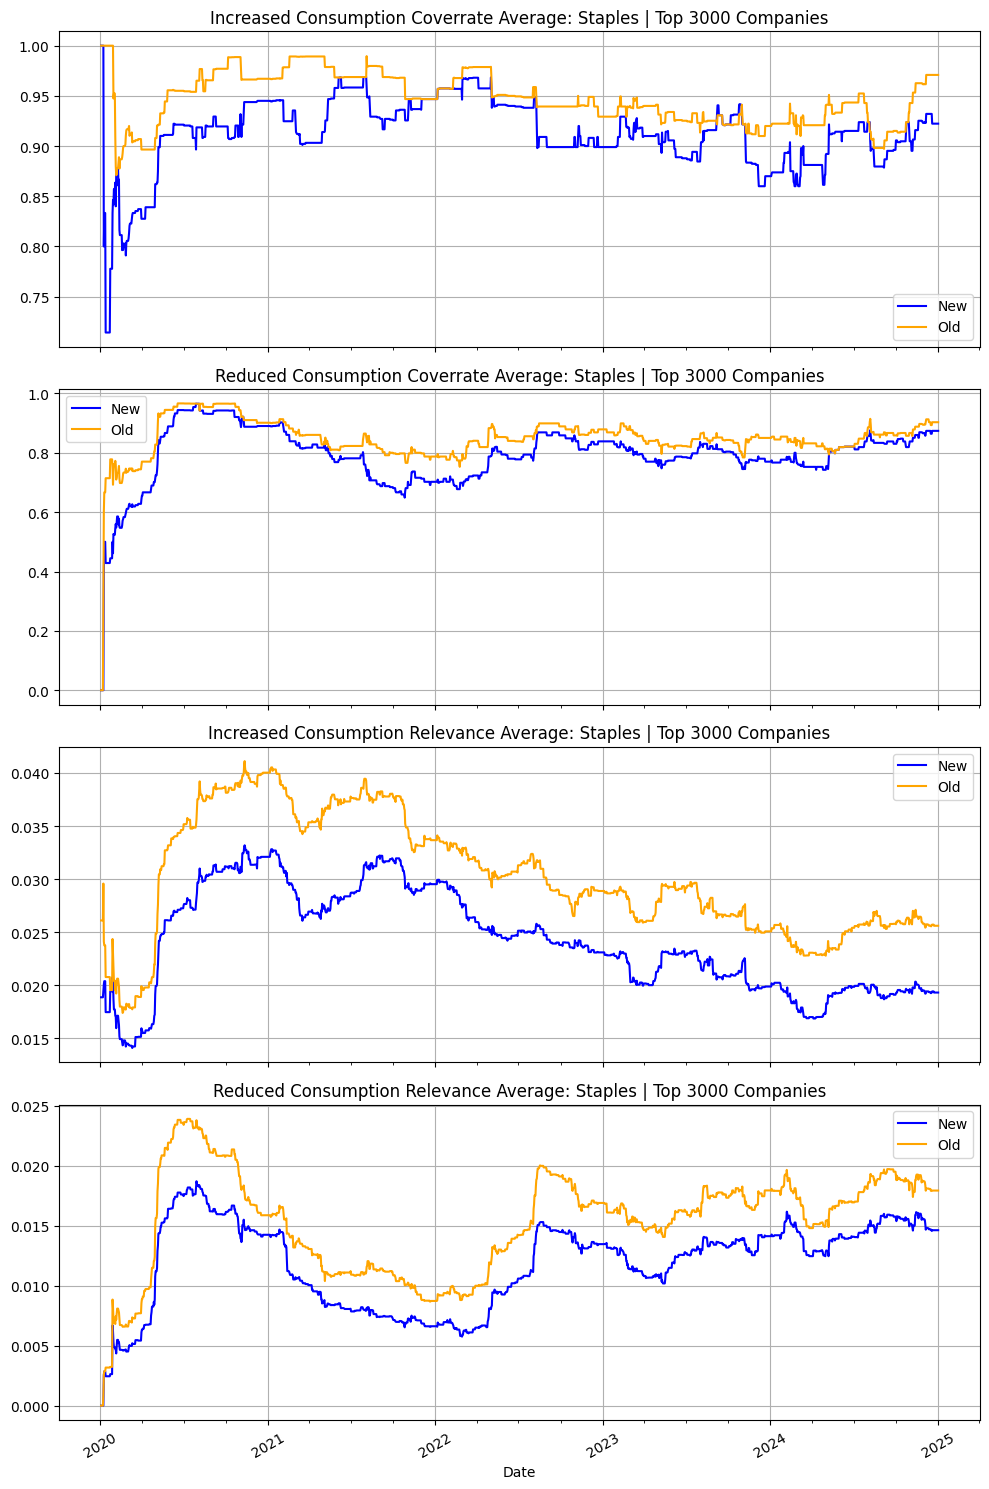 Increased Consumption Coverrate Average: Staples | Top 3000 Companies
1.00
0.95
0.90
0.85
0.80
0.75
New
Old
Reduced Consumption Coverrate Average: Staples | Top 3000 Companies
1.0
0.8
0.6
0.4
0.2
0.0
New
Old
Increased Consumption Relevance Average: Staples | Top 3000 Companies
0.040
0.035
0.030
0.025
0.020
0.015
New
Old
Reduced Consumption Relevance Average: Staples | Top 3000 Companies
0.025
0.020
0.015
0.010
0.005
0.000
New
Old
2020 2021 2022 2023 2024 2025
Date